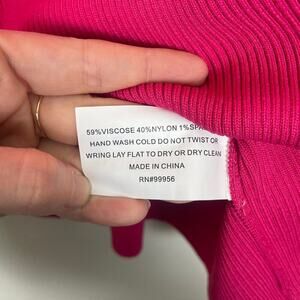 59%VISCOSE 40%NYLON 1%SPA
HAND WASH COLD DO NOT TWIST OR
WRING LAY FLAT TO DRY OR DRY CLEAN
MADE IN CHINA
RN#99956